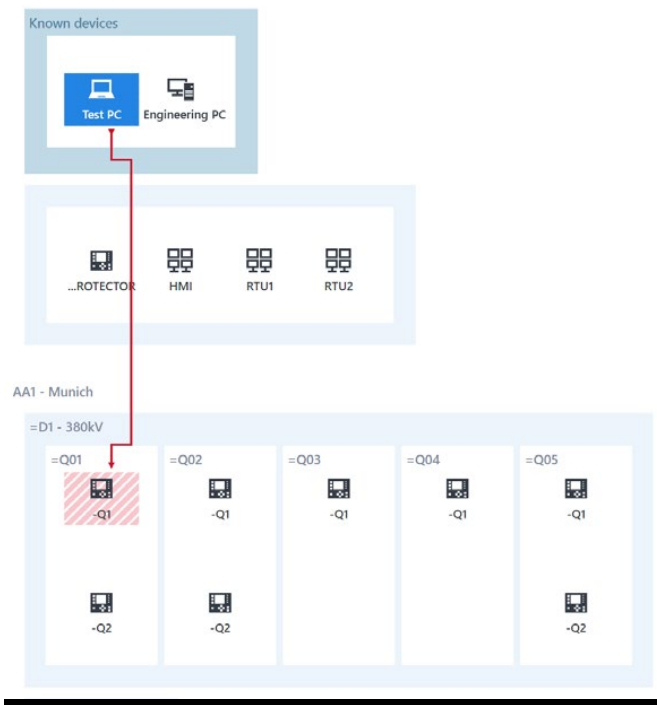 Known devices
Test PC Engineering PC
...ROTECTOR HMI RTU1 RTU2
AA1 - Munich
=D1 - 380kV
=Q01 =Q02 =Q03 =Q04 =Q05
-Q1 -Q1 -Q1 -Q1 -Q1
-Q2 -Q2 -Q2